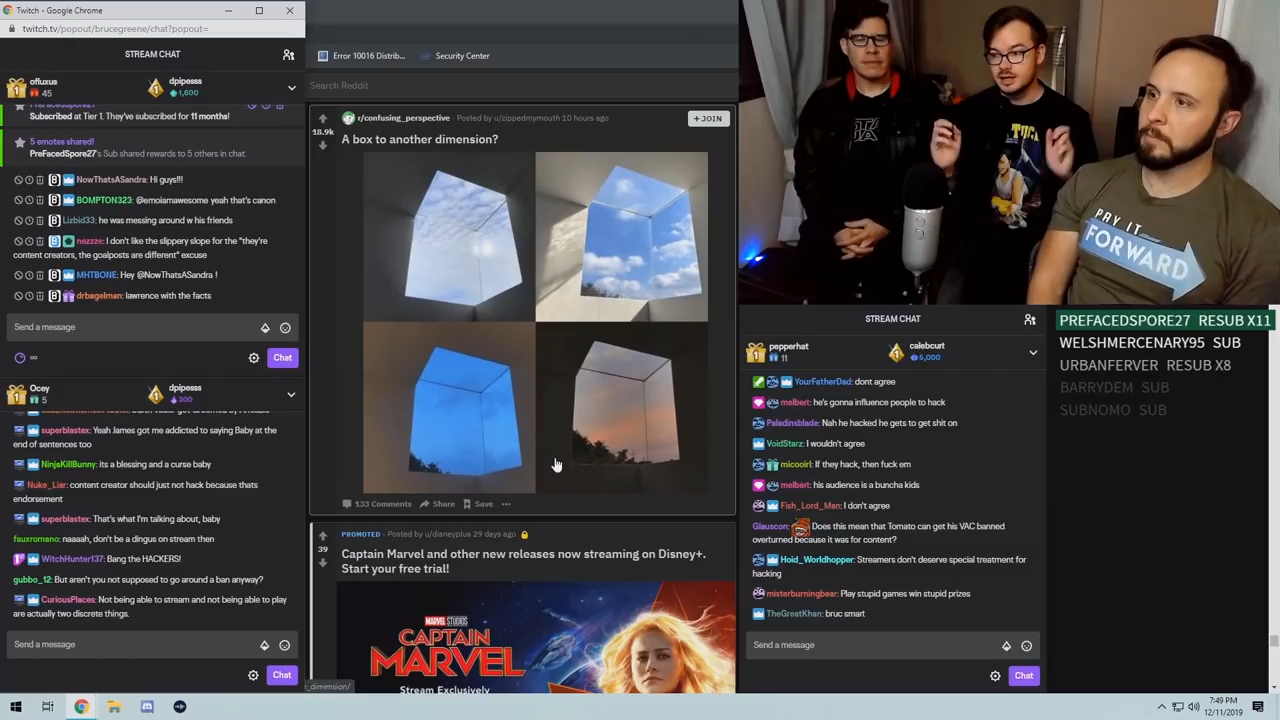 Twitch - Google Chrome
twitch.tv/popout/brucegreene/chat?popout=
STREAM CHAT
ofluxus
45
dpipesss
1,600
Subscribed at Tier 1. They've subscribed for 11 months!
5 emotes shared!
PreFacedSpore27's Sub shared rewards to 5 others in chat.
NowThatsASandra: Hi guys!!!
BOMPTON323: @emoiamawesome yeah that's canon
Lizbid33: he was messing around w his friends
nezzze: I don't like the slippery slope for the "they're
content creators, the goalposts are different" excuse
MHTBONE: Hey @NowThatsASandra !
drbagelman: lawrence with the facts
Send a message
Chat
Ocey
5
dpipesss
300
superblastex: Yeah James got me addicted to saying Baby at the
end of sentences too
NinjaKillBunny: its a blessing and a curse baby
Nuke_Liar: content creator should just not hack because thats
endorsement
superblastex: That's what I'm talking about, baby
fauxromano: naaaah, don't be a dingus on stream then
WitchHunter137: Bang the HACKERS!
gubbo_12: But aren't you not supposed to go around a ban anyway?
CuriousPlaces: Not being able to stream and not being able to play
are actually two discrete things.
Send a message
Chat
Error 10016 Distrib...
Security Center
Search Reddit
18.9k
r/confusing_perspective
Posted by u/zippedmymouth 10 hours ago
+ JOIN
A box to another dimension?
133 Comments
Share
Save
39
PROMOTED
Posted by u/disneyplus 29 days ago
Captain Marvel and other new releases now streaming on Disney+.
Start your free trial!
MARVEL STUDIOS
CAPTAIN
MARVEL
Stream Exclusively
t_dimension/
PAY IT
FORWARD
STREAM CHAT
pepperhat
11
calebcurt
5,000
YourFatherDad: dont agree
melbert: he's gonna influence people to hack
Paladinsblade: Nah he hacked he gets to get shit on
VoidStarz: I wouldn't agree
micooirl: If they hack, then fuck em
melbert: his audience is a buncha kids
Fish_Lord_Man: I don't agree
Glauscon: Does this mean that Tomato can get his VAC banned
overturned because it was for content?
Hoid_Worldhopper: Streamers don't deserve special treatment for
hacking
misterburningbear: Play stupid games win stupid prizes
TheGreatKhan: bruc smart
Send a message
Chat
PREFACEDSPORE27 RESUB X11
WELSHMERCENARY95 SUB
URBANFERVER RESUB X8
BARRYDEM SUB
SUBNOMO SUB
7:49 PM
12/11/2019